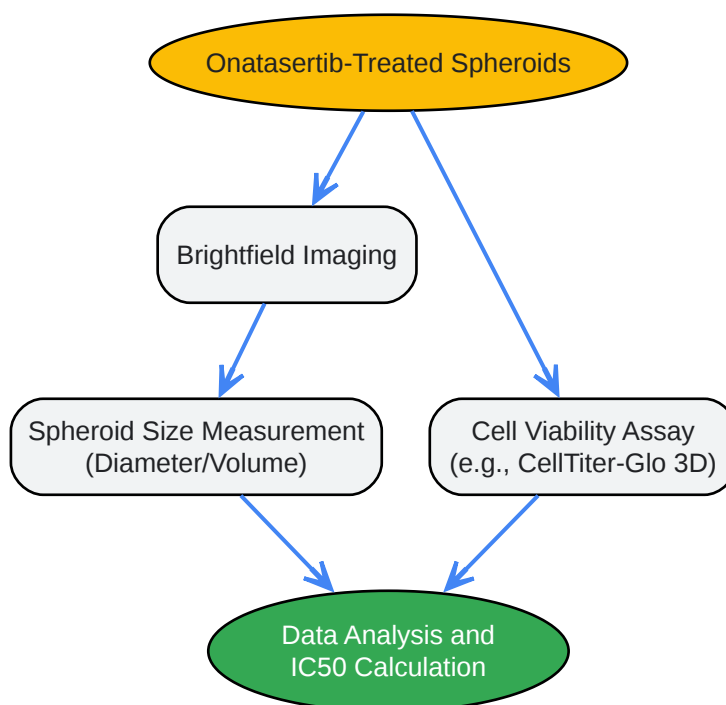 Onatasertib-Treated Spheroids
Brightfield Imaging
Spheroid Size Measurement
(Diameter/Volume)
Cell Viability Assay
(e.g., CellTiter-Glo 3D)
Data Analysis and
IC50 Calculation